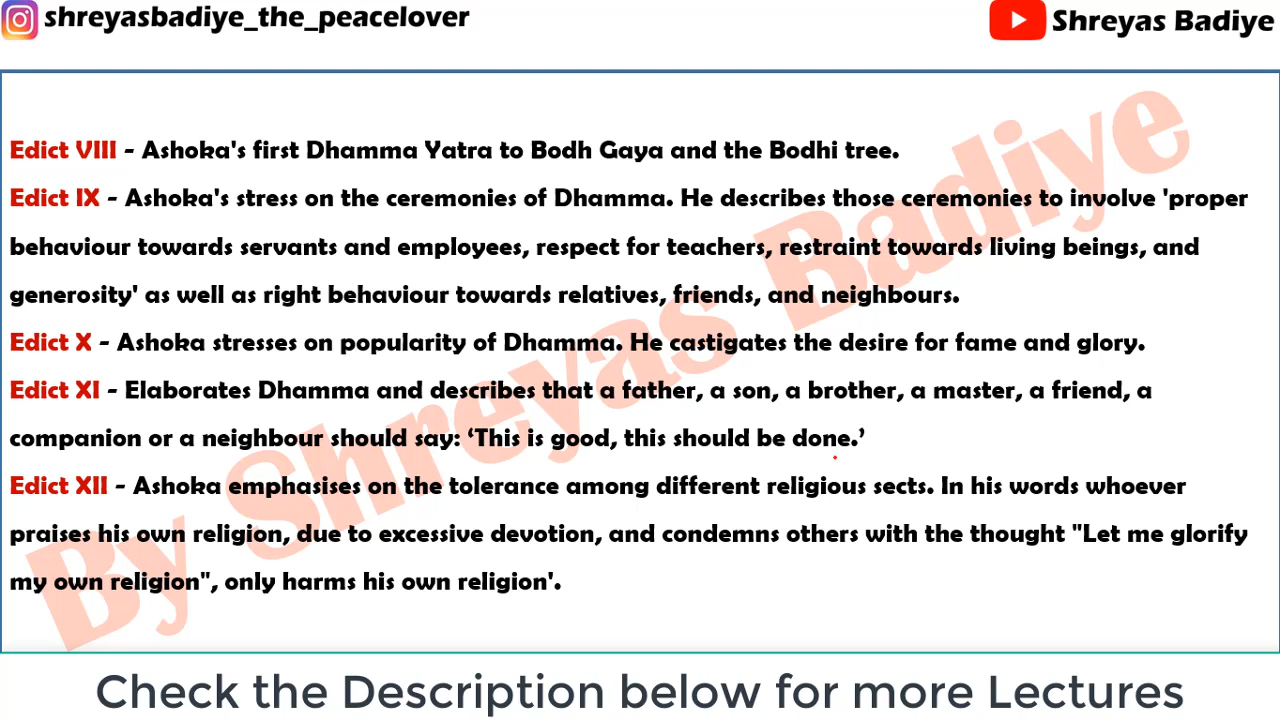 shreyasbadiye_the_peacelover
Shreyas Badiye
Edict VIII - Ashoka's first Dhamma Yatra to Bodh Gaya and the Bodhi tree.
Edict IX - Ashoka's stress on the ceremonies of Dhamma. He describes those ceremonies to involve 'proper
behaviour towards servants and employees, respect for teachers, restraint towards living beings, and
generosity' as well as right behaviour towards relatives, friends, and neighbours.
Edict X - Ashoka stresses on popularity of Dhamma. He castigates the desire for fame and glory.
Edict XI - Elaborates Dhamma and describes that a father, a son, a brother, a master, a friend, a
companion or a neighbour should say: ‘This is good, this should be done.’
Edict XII - Ashoka emphasises on the tolerance among different religious sects. In his words whoever
praises his own religion, due to excessive devotion, and condemns others with the thought "Let me glorify
my own religion", only harms his own religion'.
By Shreyas Badiye
Check the Description below for more Lectures